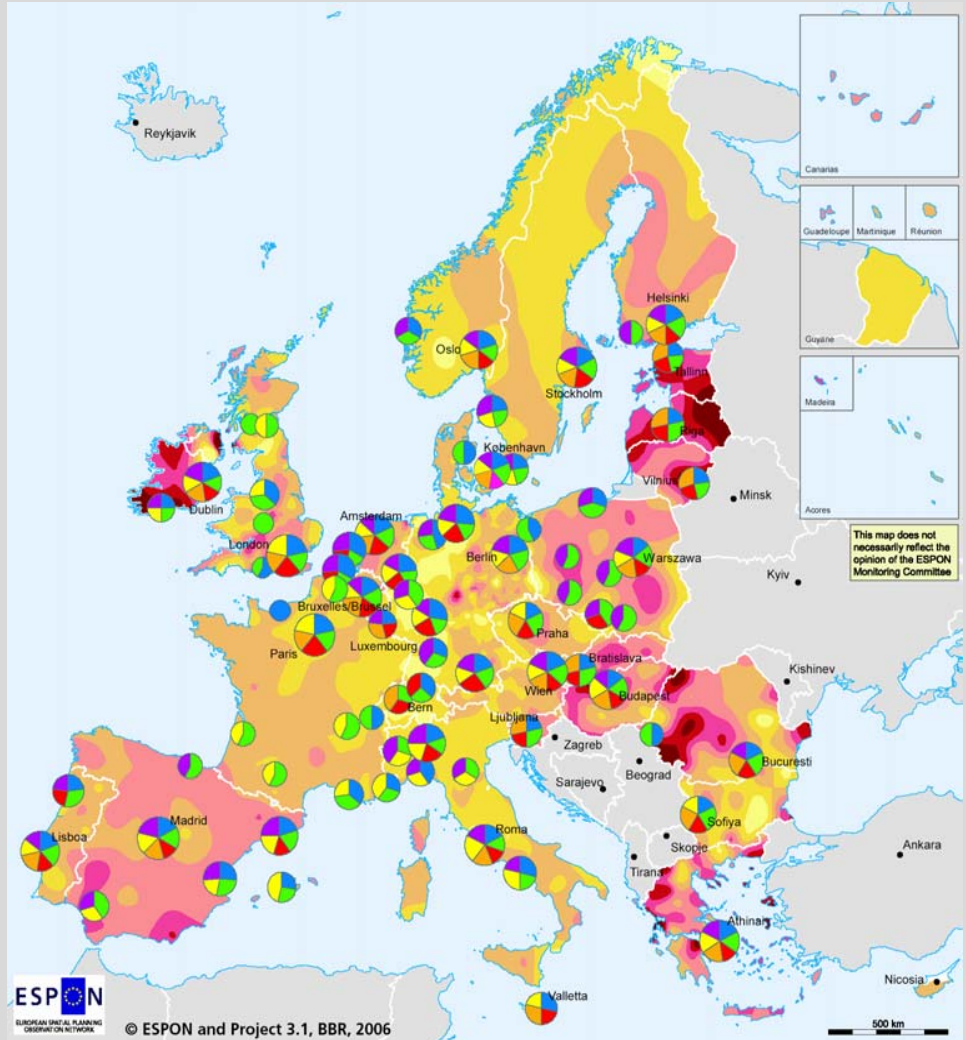 Reykjavik
Canarias
Guadeloupe
Martinique
Réunion
Guyane
Helsinki
Oslo
Tallinn
Stockholm
Madeira
Riga
København
Vilnius
Minsk
Dublin
Amsterdam
Acores
London
Berlin
Warszawa
This map does not
necessarily reflect the
opinion of the ESPON
Monitoring Committee
Kyiv
Bruxelles/Brussel
Praha
Paris
Luxembourg
Bratislava
Kishinev
Wien
Budapest
Bern
Ljubljana
Zagreb
Bucuresti
Beograd
Sarajevo
Madrid
Sofiya
Lisboa
Roma
Skopje
Ankara
Tirana
Athinai
Nicosia
Valletta
ESPON
EUROPEAN SPATIAL PLANNING
OBSERVATION NETWORK
© ESPON and Project 3.1, BBR, 2006
500 km